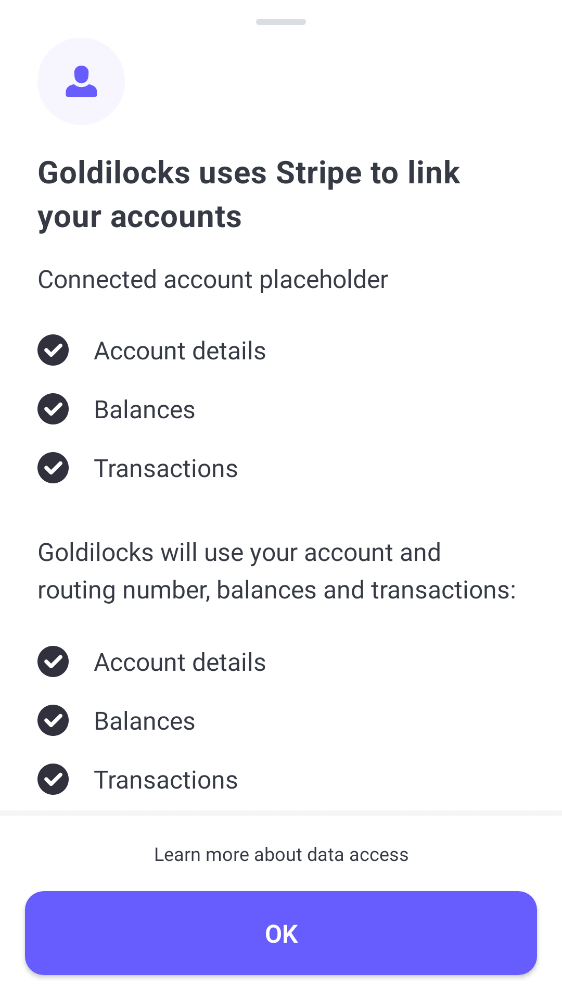 Goldilocks uses Stripe to link
your accounts
Connected account placeholder
Account details
Balances
Transactions
Goldilocks will use your account and
routing number, balances and transactions:
Account details
Balances
Transactions
Learn more about data access
OK